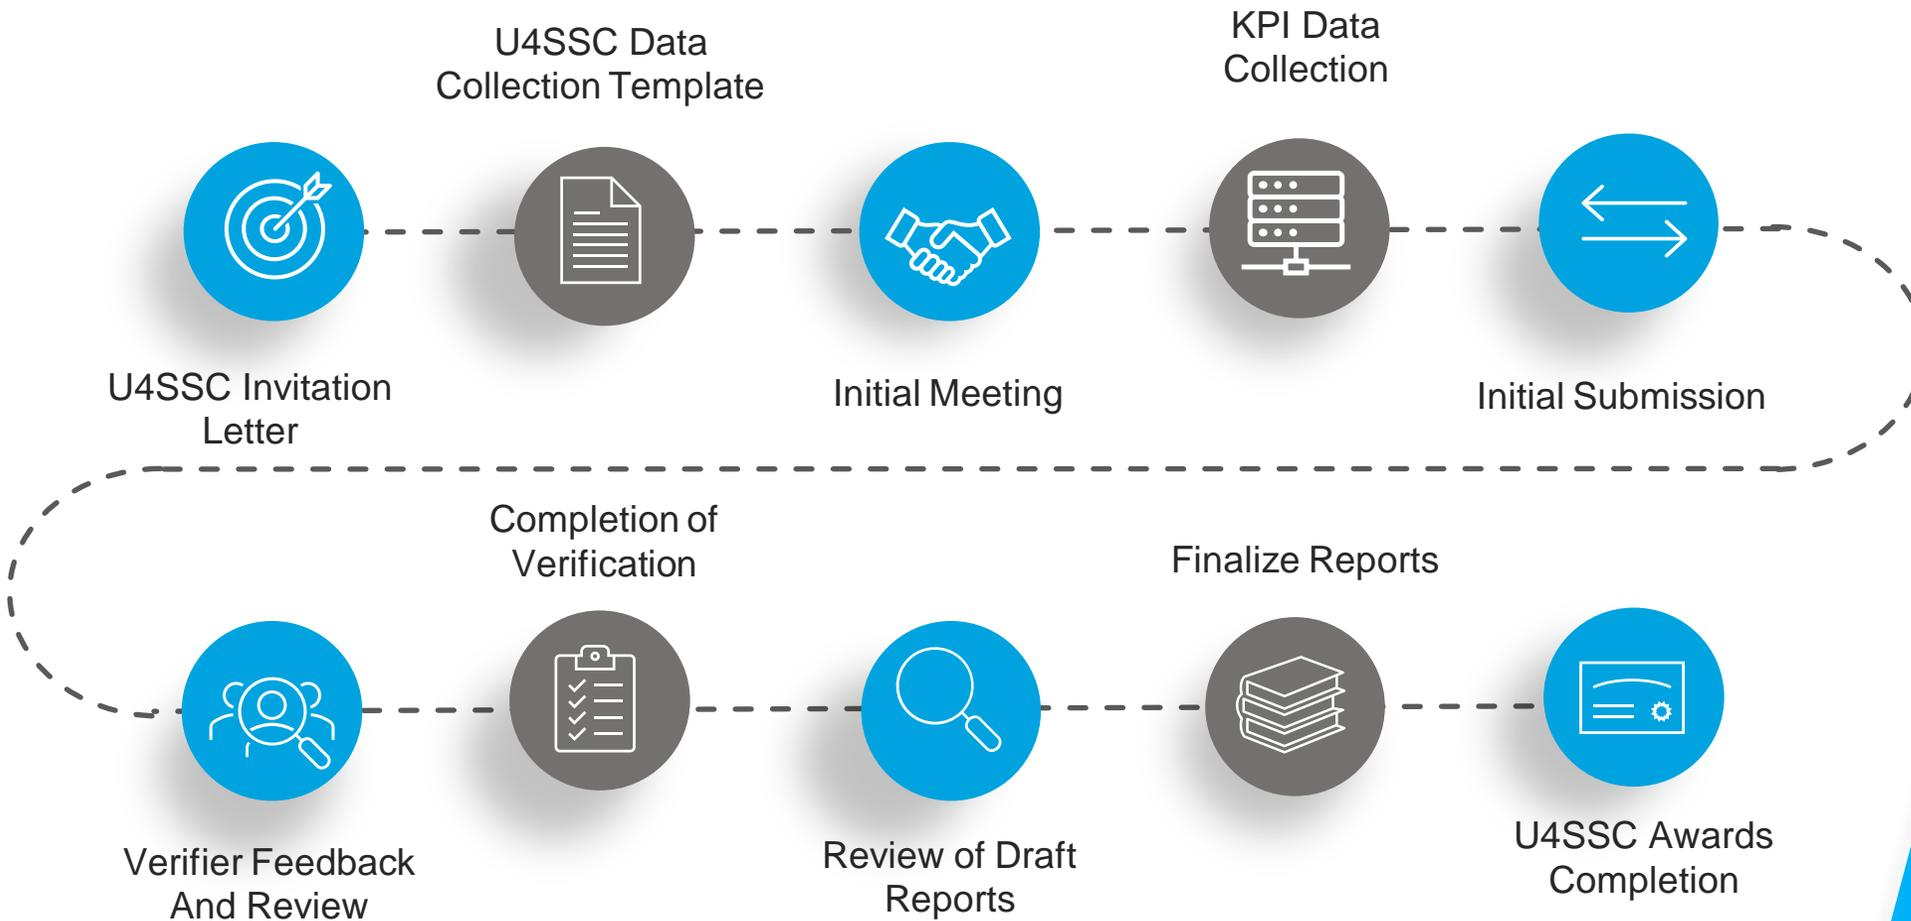 U4SSC Invitation
Letter
U4SSC Data
Collection Template
Initial Meeting
KPI Data
Collection
Initial Submission
Verifier Feedback
And Review
Completion of
Verification
Review of Draft
Reports
Finalize Reports
U4SSC Awards
Completion